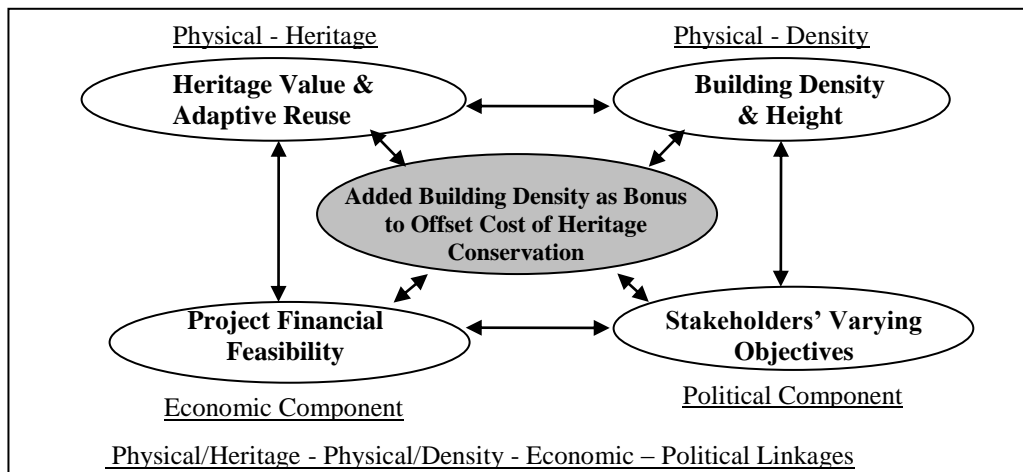 Physical - Heritage
Physical - Density
Heritage Value &
Adaptive Reuse
Building Density
& Height
Added Building Density as Bonus
to Offset Cost of Heritage
Conservation
Project Financial
Feasibility
Stakeholders’ Varying
Objectives
Economic Component
Political Component
Physical/Heritage - Physical/Density - Economic – Political Linkages